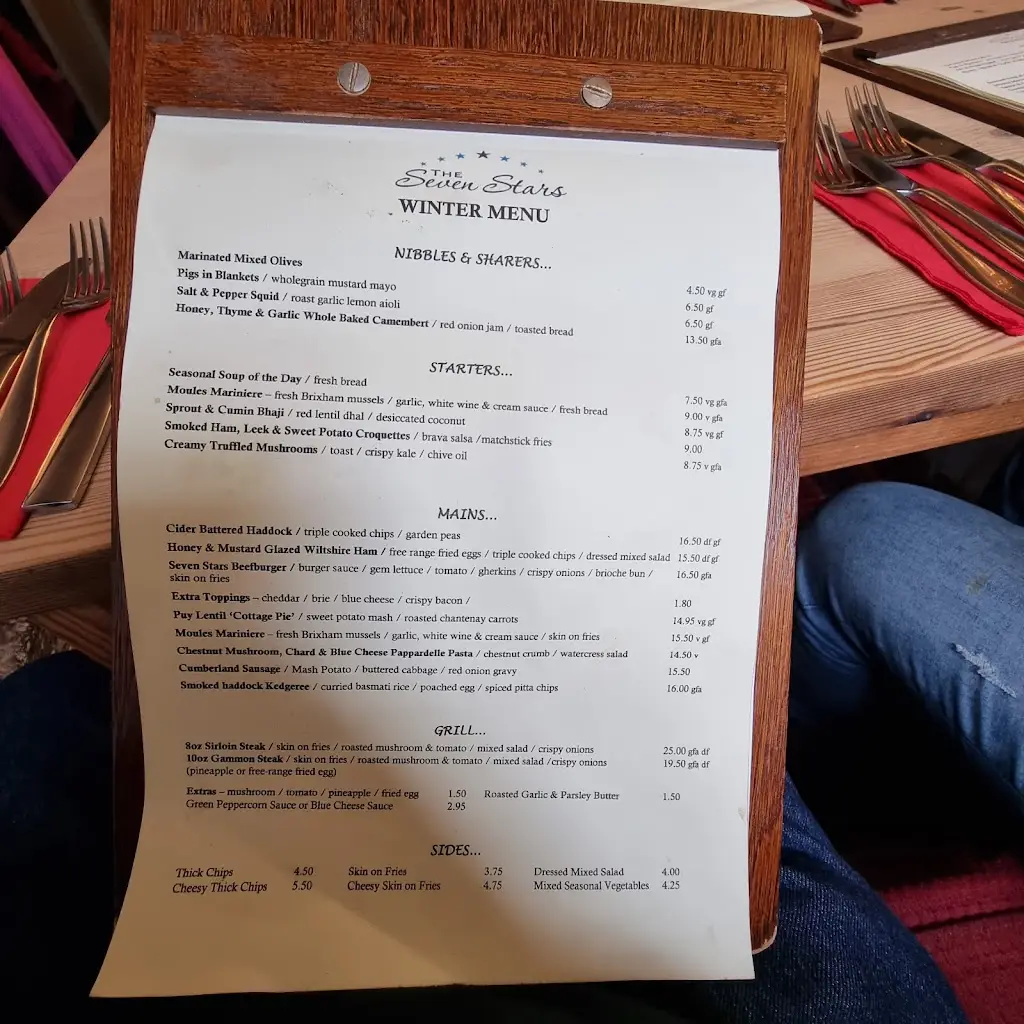 THE
Seven Stars
WINTER MENU
NIBBLES & SHARERS...
Marinated Mixed Olives 4.50 vg gf
Pigs in Blankets / wholegrain mustard mayo 6.50 gf
Salt & Pepper Squid / roast garlic lemon aioli 6.50 gf
Honey, Thyme & Garlic Whole Baked Camembert / red onion jam / toasted bread 13.50 gfa
STARTERS...
Seasonal Soup of the Day / fresh bread 7.50 vg gfa
Moules Mariniere – fresh Brixham mussels / garlic, white wine & cream sauce / fresh bread 9.00 v gfa
Sprout & Cumin Bhaji / red lentil dhal / desiccated coconut 8.75 vg gf
Smoked Ham, Leek & Sweet Potato Croquettes / brava salsa /matchstick fries 9.00
Creamy Truffled Mushrooms / toast / crispy kale / chive oil 8.75 v gfa
MAINS...
Cider Battered Haddock / triple cooked chips / garden peas 16.50 df gf
Honey & Mustard Glazed Wiltshire Ham / free range fried eggs / triple cooked chips / dressed mixed salad 15.50 df gf
Seven Stars Beefburger / burger sauce / gem lettuce / tomato / gherkins / crispy onions / brioche bun / 16.50 gfa
skin on fries
Extra Toppings – cheddar / brie / blue cheese / crispy bacon / 1.80
Puy Lentil ‘Cottage Pie’ / sweet potato mash / roasted chantenay carrots 14.95 vg gf
Moules Mariniere – fresh Brixham mussels / garlic, white wine & cream sauce / skin on fries 15.50 v gf
Chestnut Mushroom, Chard & Blue Cheese Pappardelle Pasta / chestnut crumb / watercress salad 14.50 v
Cumberland Sausage / Mash Potato / buttered cabbage / red onion gravy 15.50
Smoked haddock Kedgeree / curried basmati rice / poached egg / spiced pitta chips 16.00 gfa
GRILL...
8oz Sirloin Steak / skin on fries / roasted mushroom & tomato / mixed salad / crispy onions 25.00 gfa df
10oz Gammon Steak / skin on fries / roasted mushroom & tomato / mixed salad /crispy onions 19.50 gfa df
(pineapple or free-range fried egg)
Extras – mushroom / tomato / pineapple / fried egg 1.50 Roasted Garlic & Parsley Butter 1.50
Green Peppercorn Sauce or Blue Cheese Sauce 2.95
SIDES...
Thick Chips 4.50 Skin on Fries 3.75 Dressed Mixed Salad 4.00
Cheesy Thick Chips 5.50 Cheesy Skin on Fries 4.75 Mixed Seasonal Vegetables 4.25